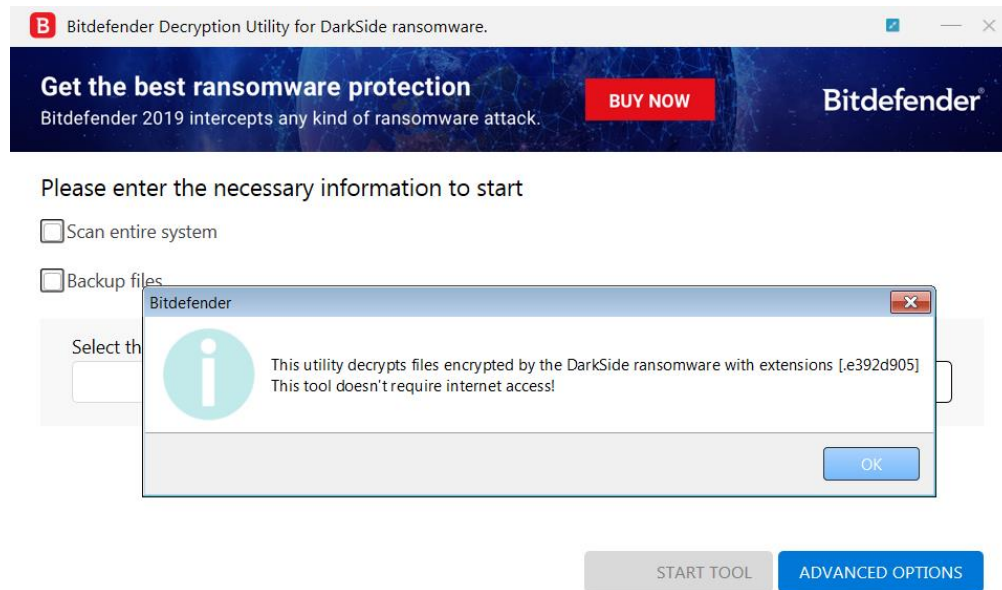 B Bitdefender Decryption Utility for DarkSide ransomware.
Get the best ransomware protection
Bitdefender 2019 intercepts any kind of ransomware attack.
BUY NOW
Bitdefender®
Please enter the necessary information to start
Scan entire system
Backup files
Bitdefender
Select th
This utility decrypts files encrypted by the DarkSide ransomware with extensions [.e392d905]
This tool doesn't require internet access!
OK
START TOOL
ADVANCED OPTIONS